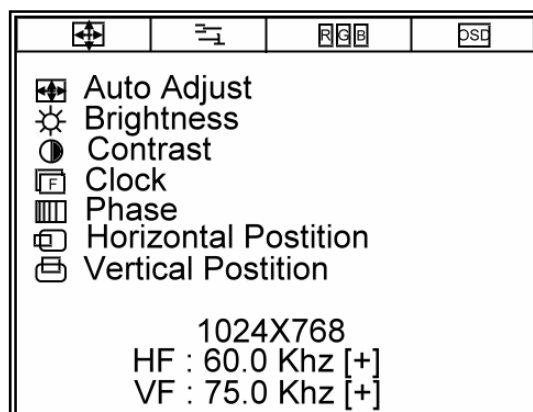 R G B OSD
Auto Adjust
Brightness
Contrast
F Clock
Phase
Horizontal Postition
Vertical Postition
1024X768
HF : 60.0 Khz [+]
VF : 75.0 Khz [+]